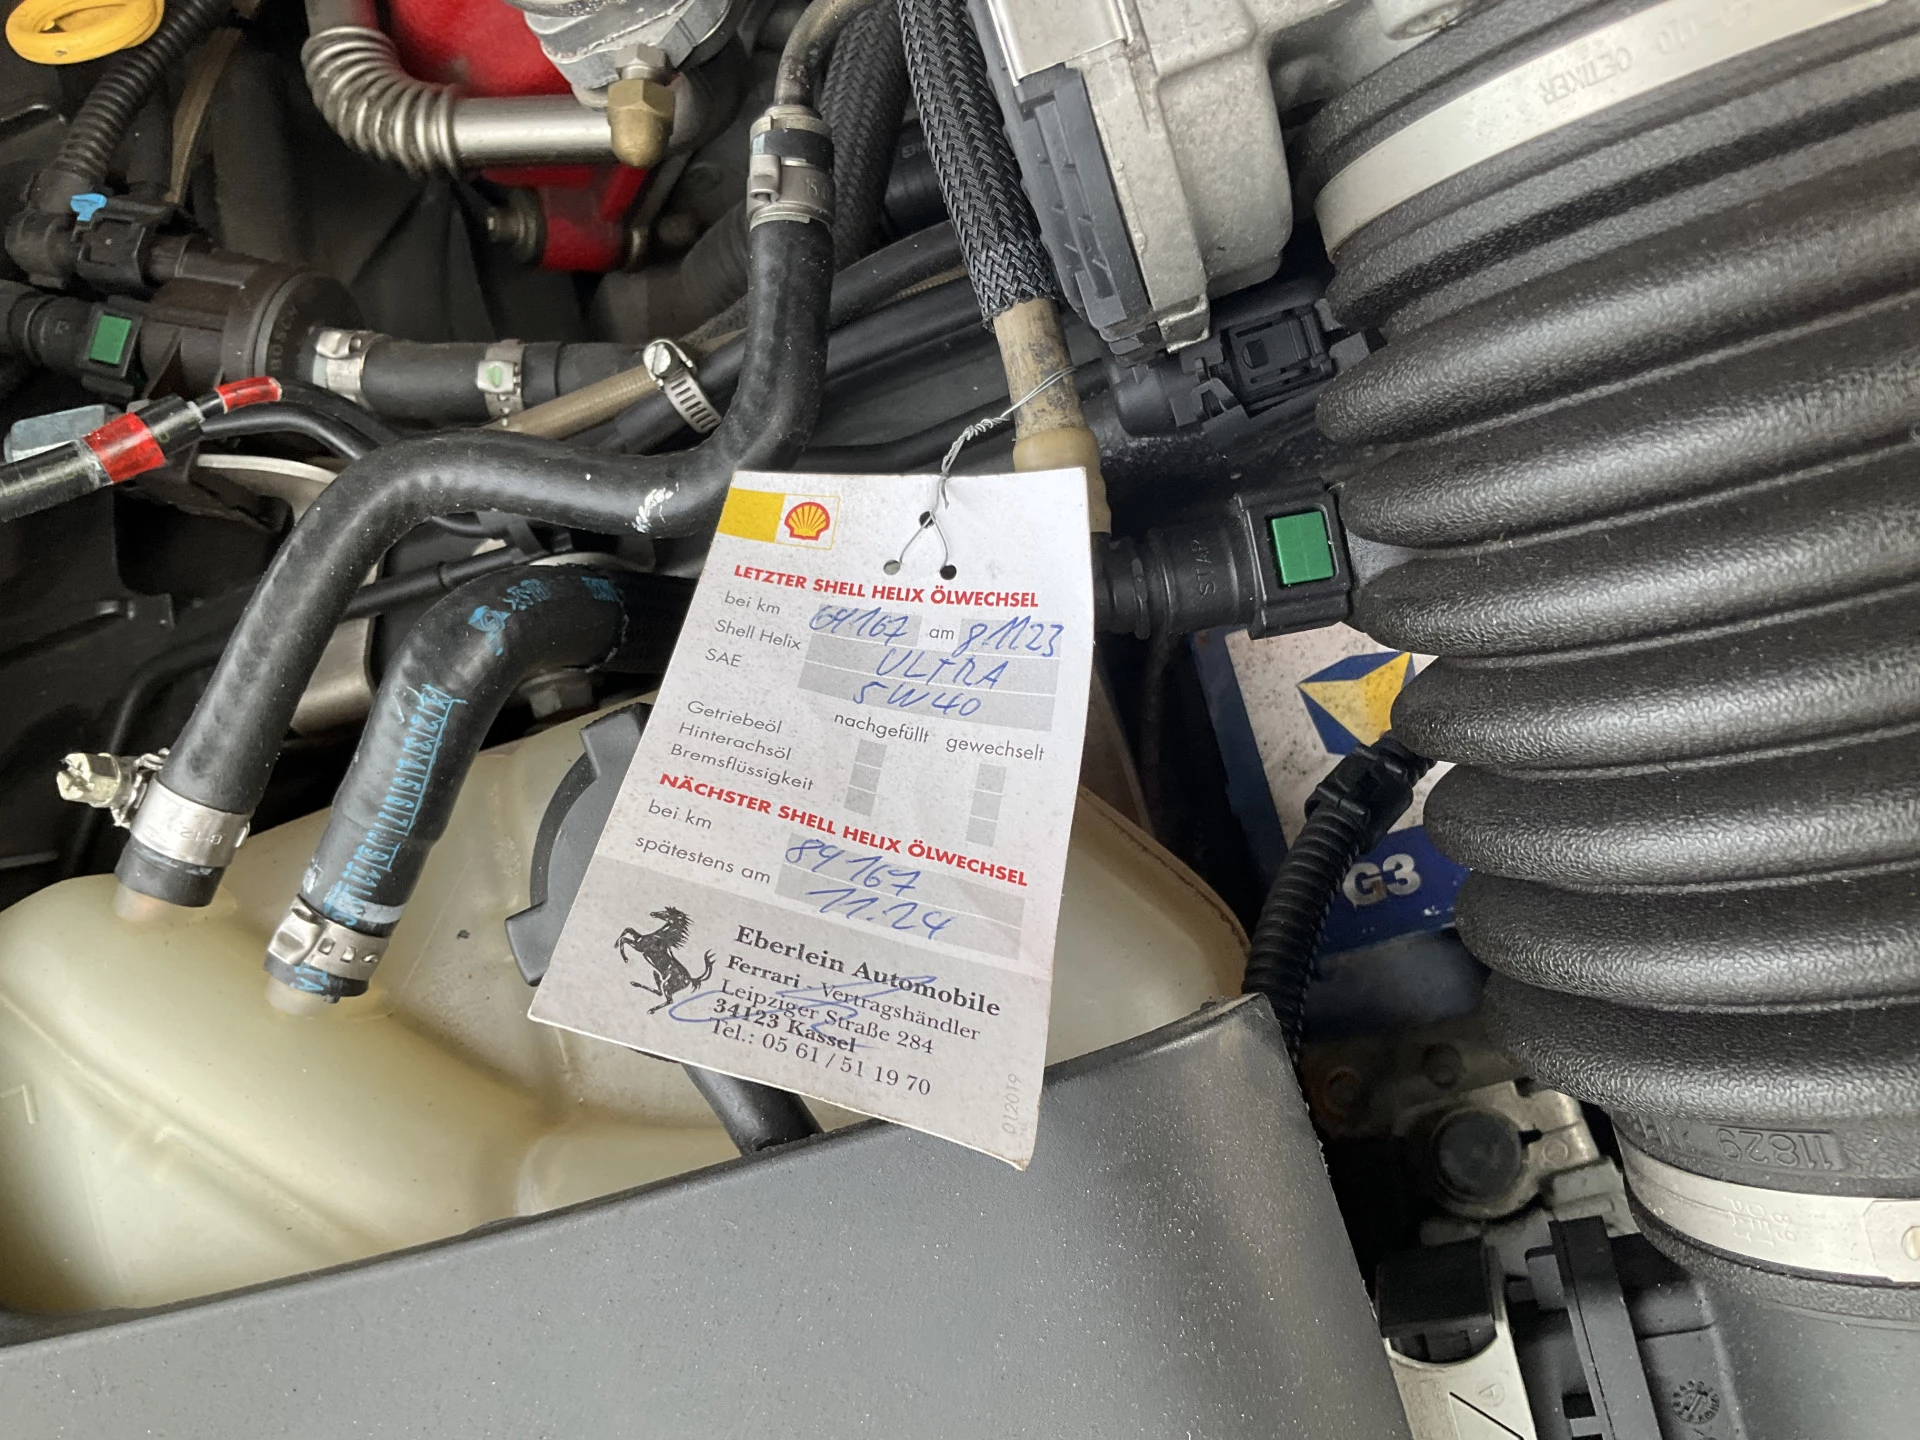 OETIKER
BOSCH
LETZTER SHELL HELIX ÖLWECHSEL
bei km 64167 am 8.11.23
Shell Helix ULTRA
SAE 5W40
nachgefüllt gewechselt
Getriebeöl
Hinterachsöl
Bremsflüssigkeit
NÄCHSTER SHELL HELIX ÖLWECHSEL
bei km 84167
spätestens am 11.24
Eberlein Automobile
Ferrari - Vertragshändler
Leipziger Straße 284
34123 Kassel
Tel.: 05 61 / 51 19 70
012019
G3
11829